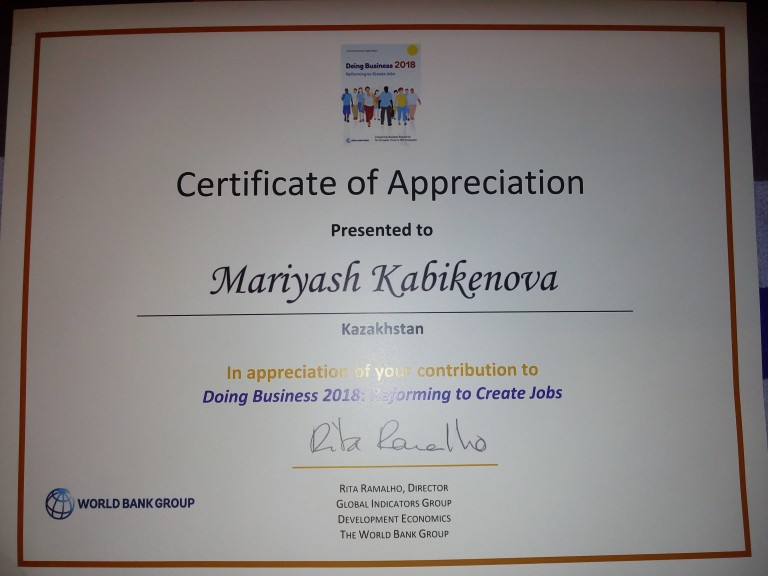 Doing Business 2018
Reforming to Create Jobs
Certificate of Appreciation
Presented to
Mariyash Kabikenova
Kazakhstan
In appreciation of your contribution to
Doing Business 2018: Reforming to Create Jobs
Rita Ramalho
RITA RAMALHO, DIRECTOR
GLOBAL INDICATORS GROUP
DEVELOPMENT ECONOMICS
THE WORLD BANK GROUP
WORLD BANK GROUP